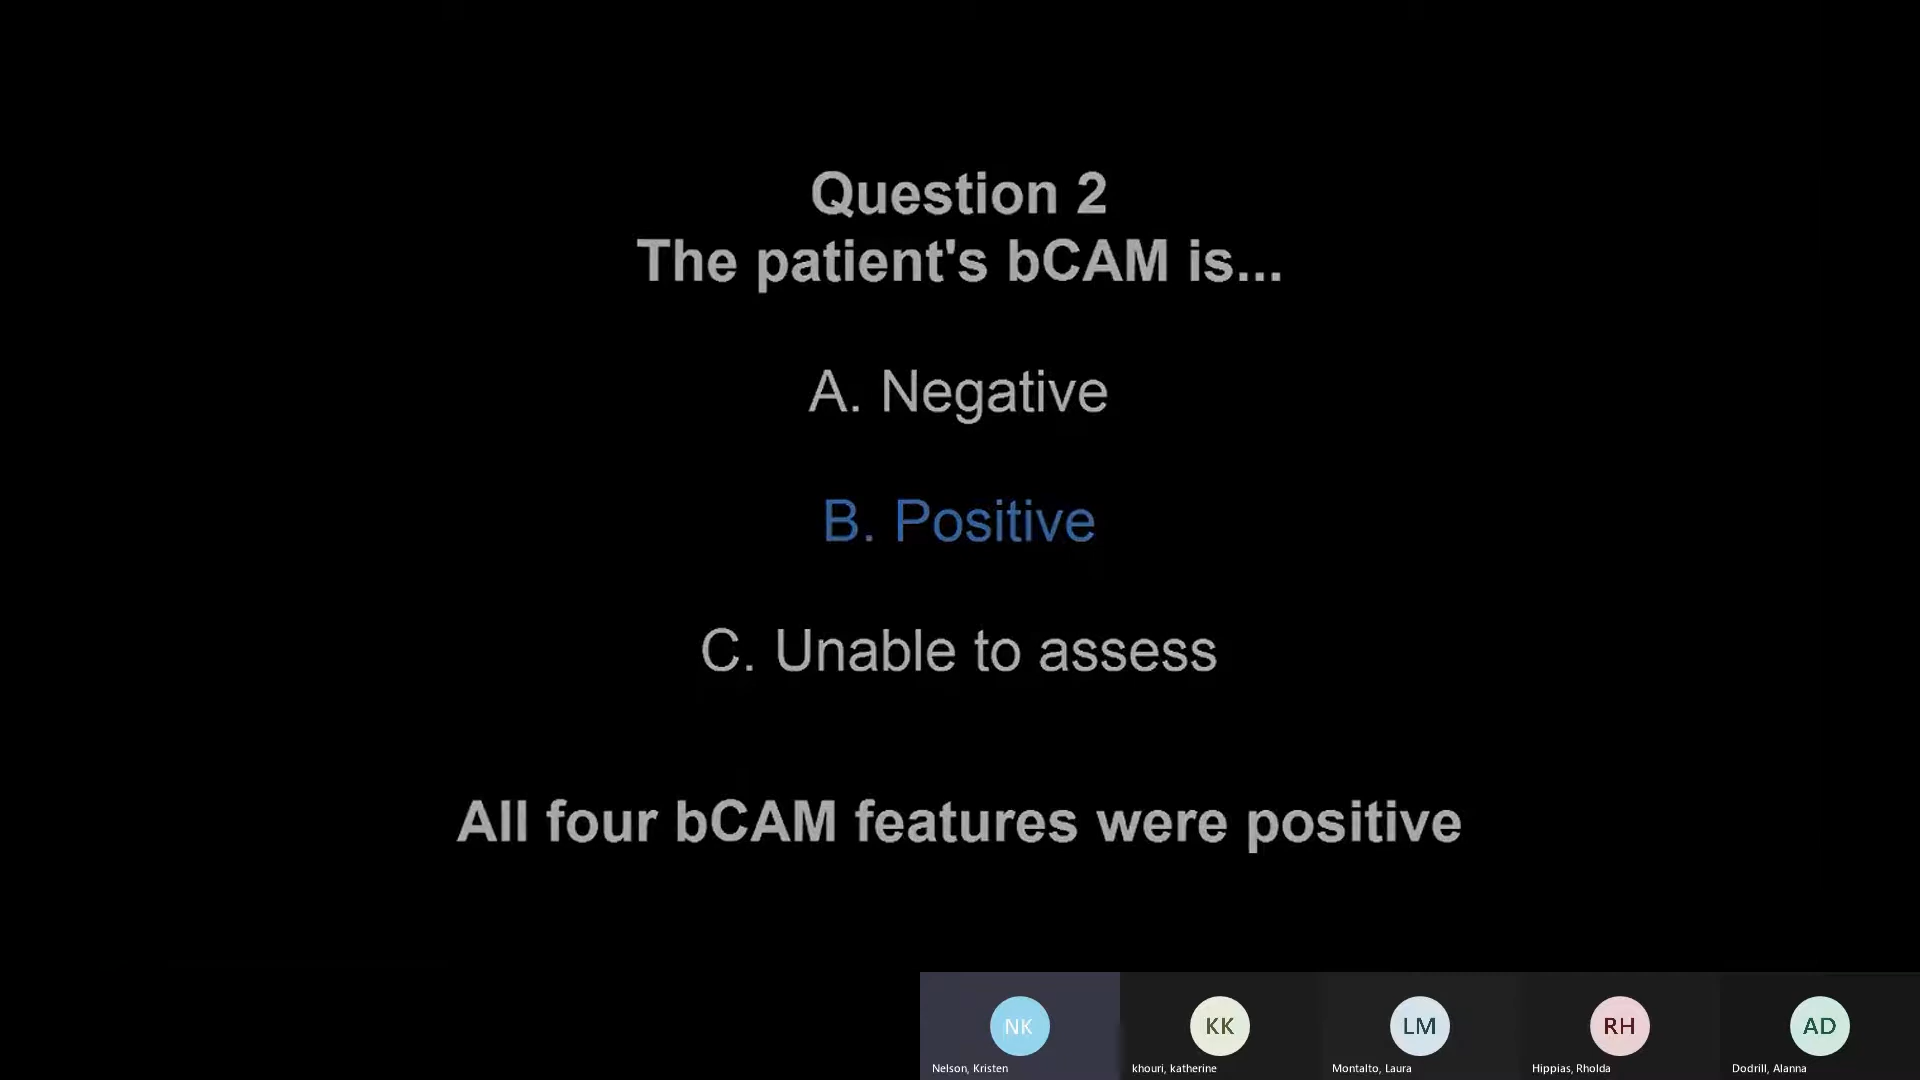 Question 2
The patient's bCAM is...
A. Negative
B. Positive
C. Unable to assess
All four bCAM features were positive
NK
KK
LM
RH
AD
Nelson, Kristen
khouri, katherine
Montalto, Laura
Hippias, Rholda
Dodrill, Alanna